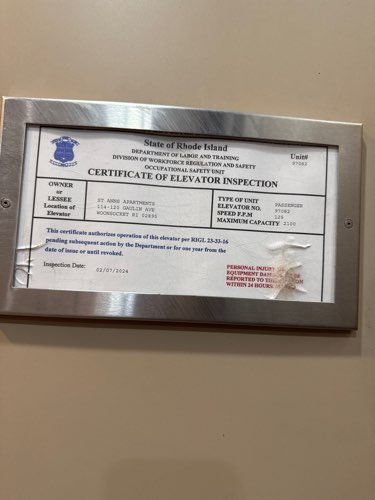 State of Rhode Island
DEPARTMENT OF LABOR AND TRAINING
DIVISION OF WORKFORCE REGULATION AND SAFETY
OCCUPATIONAL SAFETY UNIT
CERTIFICATE OF ELEVATOR INSPECTION
Unit#
P7082
OWNER
or
LESSEE
Location of
Elevator
ST ANNS APARTMENTS
114-120 GAULIN AVE
WOONSOCKET RI 02895
TYPE OF UNIT PASSENGER
ELEVATOR NO. P7082
SPEED F.P.M 125
MAXIMUM CAPACITY 2100
This certificate authorizes operation of this elevator per RIGL 23-33-16
pending subsequent action by the Department or for one year from the
date of issue or until revoked.
Inspection Date: 02/07/2024
PERSONAL INJURY
EQUIPMENT
REPORTED TO
WITHIN 24 HOURS